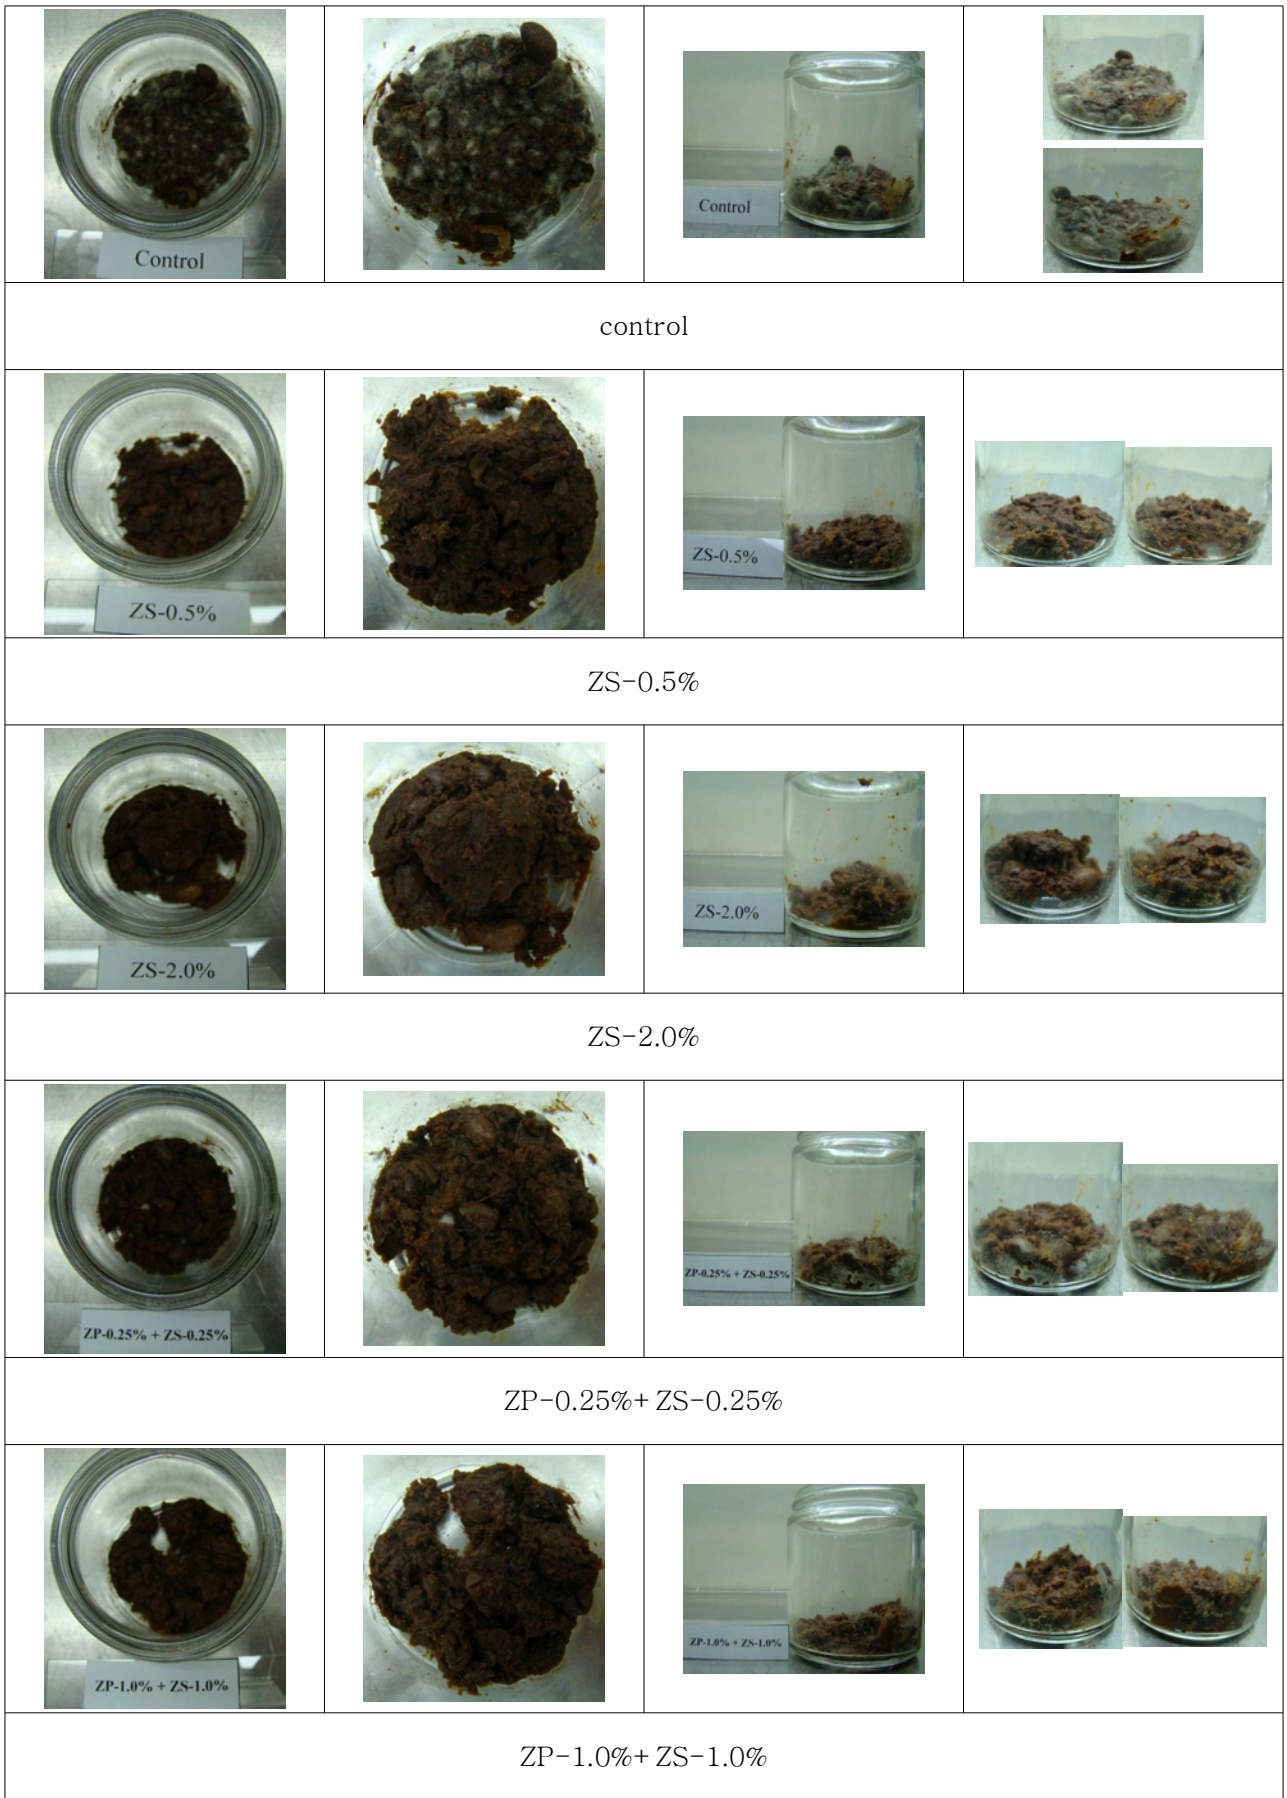 Control
Control
control
ZS-0.5%
ZS-0.5%
ZS-0.5%
ZS-2.0%
ZS-2.0%
ZS-2.0%
ZP-0.25% + ZS-0.25%
ZP-0.25% + ZS-0.25%
ZP-0.25%+ ZS-0.25%
ZP-1.0% + ZS-1.0%
ZP-1.0% + ZS-1.0%
ZP-1.0%+ ZS-1.0%